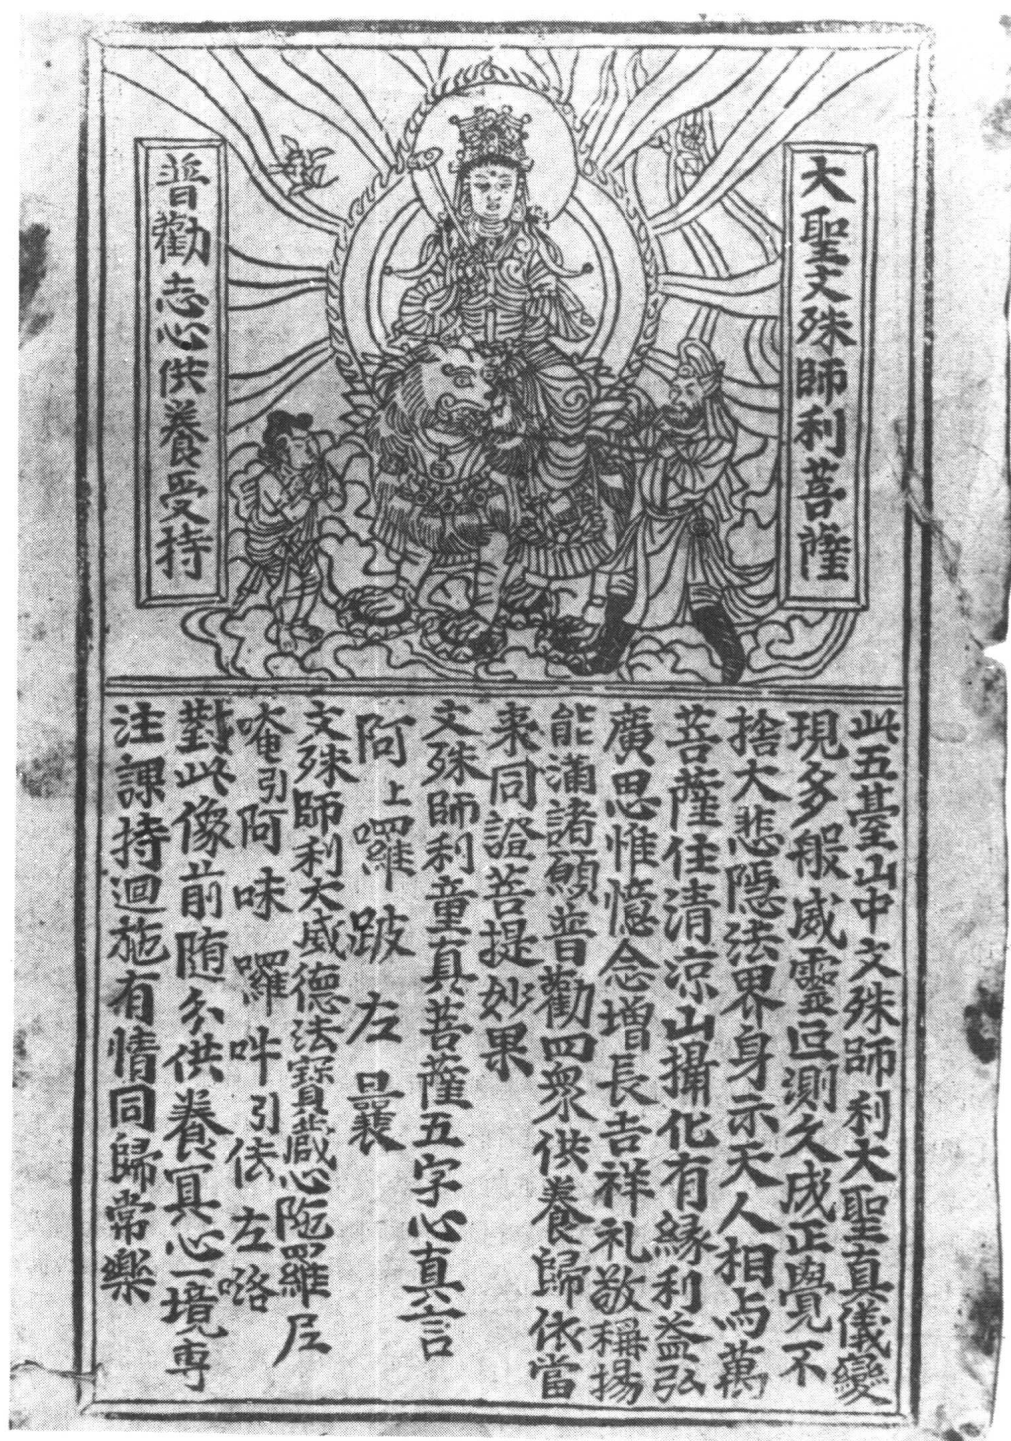 大聖文殊師利菩薩
普勸志心供養受持
此五臺山中文殊師利大聖真儀變
現多般威靈叵測久成正覺不
捨大悲隱法界身示天人相与萬
菩薩住清涼山攝化有緣利益弘
廣思惟憶念增長吉祥礼敬稱揚
能滿諸願普勸四眾供養歸依當
来同證菩提妙果
文殊師利童真菩薩五字心真言
阿上囉跛左曩
文殊師利大威德法寶藏心陁羅尼
唵引阿味囉吽引佉左咯
對此像前随分供養冥心一境専
注課持迴施有情同歸常樂